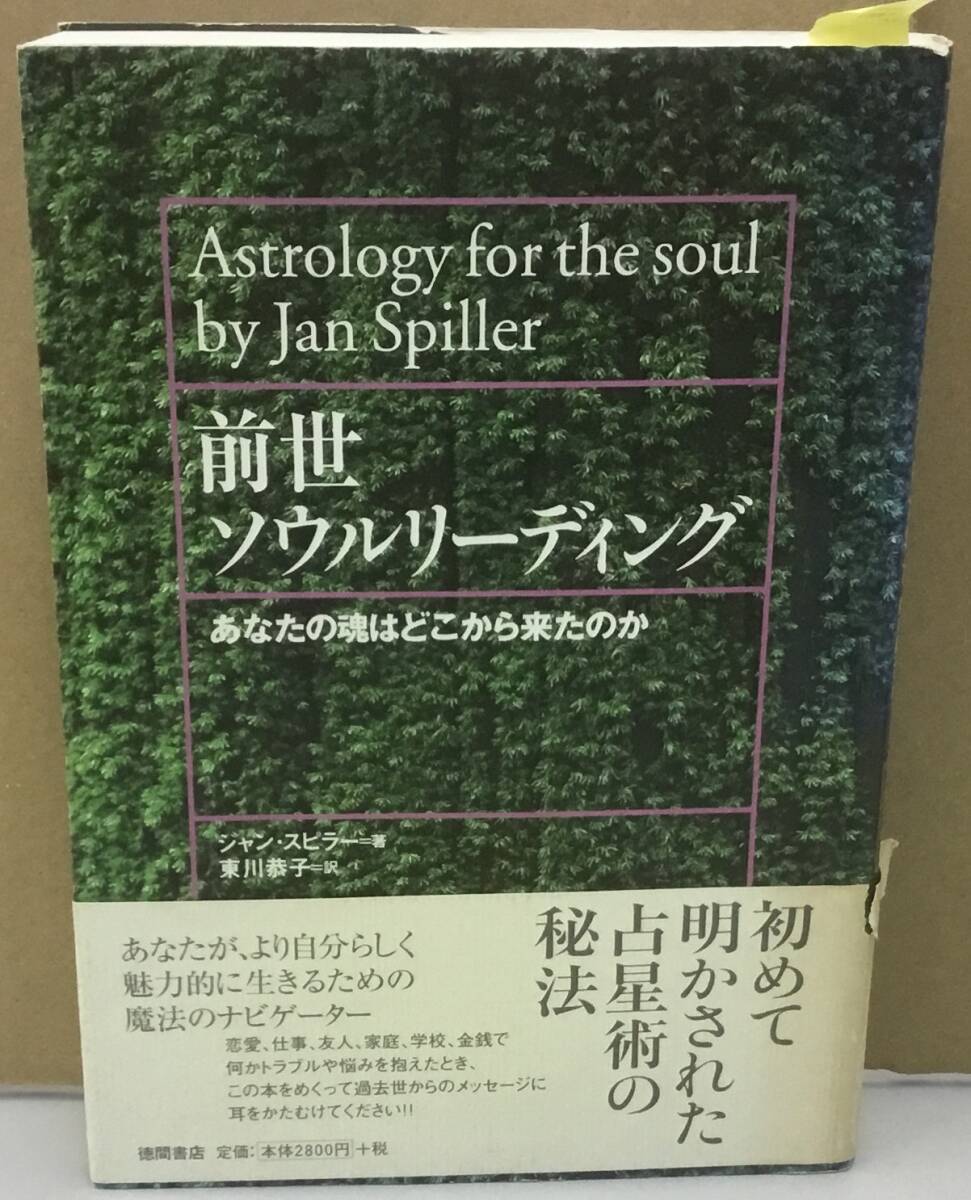 Astrology for the soul
by Jan Spiller
前世
ソウルリーディング
あなたの魂はどこから来たのか
ジャン・スピラー=著
東川恭子=訳
初めて
明かされた
占星術の
秘法
あなたが、より自分らしく
魅力的に生きるための
魔法のナビゲーター
恋愛、仕事、友人、家庭、学校、金銭で
何かトラブルや悩みを抱えたとき、
この本をめくって過去世からのメッセージに
耳をかたむけてください!!
徳間書店 定価:本体2800円+税